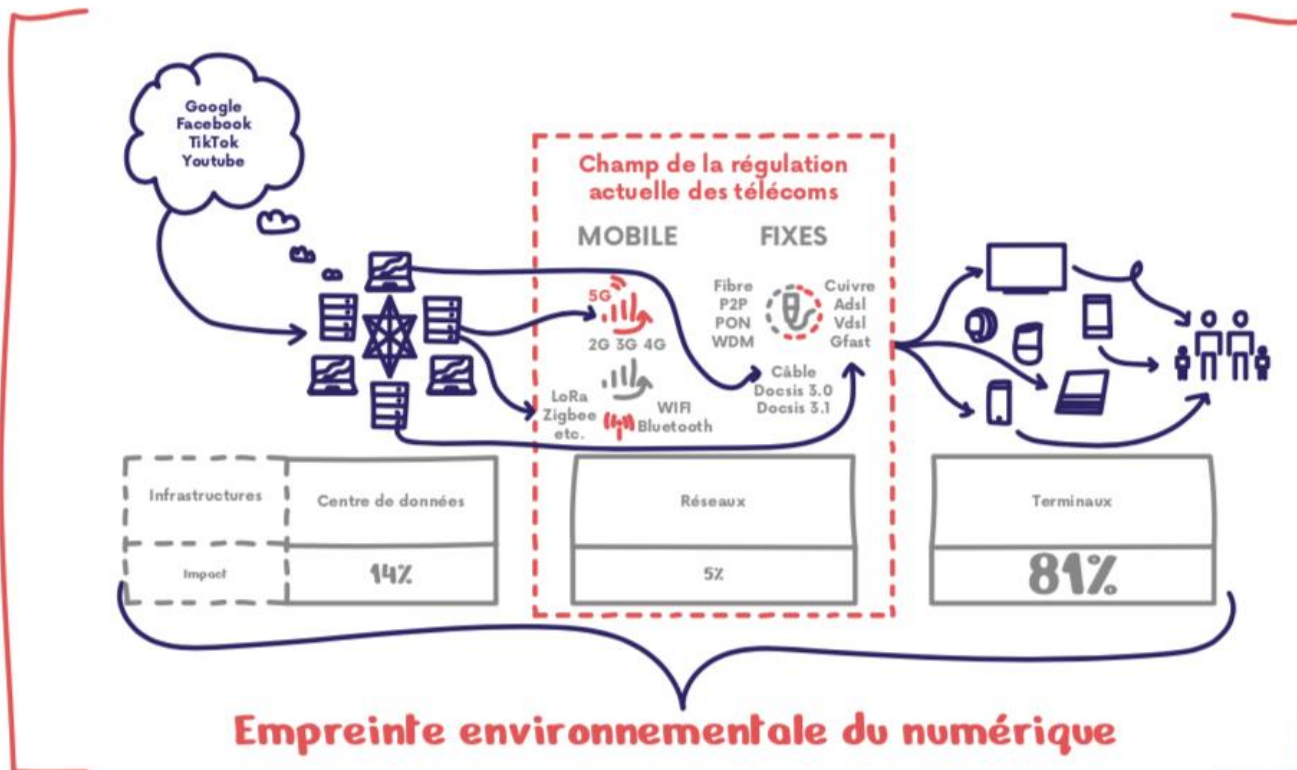 Google
Facebook
TikTok
Youtube
Champ de la régulation
actuelle des télécoms
MOBILE
FIXES
5G
2G 3G 4G
LoRa
Zigbee
etc.
WIFI
Bluetooth
Fibre
P2P
PON
WDM
Cuivre
Adsl
Vdsl
Gfast
Câble
Docsis 3.0
Docsis 3.1
Infrastructures
Centre de données
Réseaux
Terminaux
Impact
14%
5%
81%
Empreinte environnementale du numérique